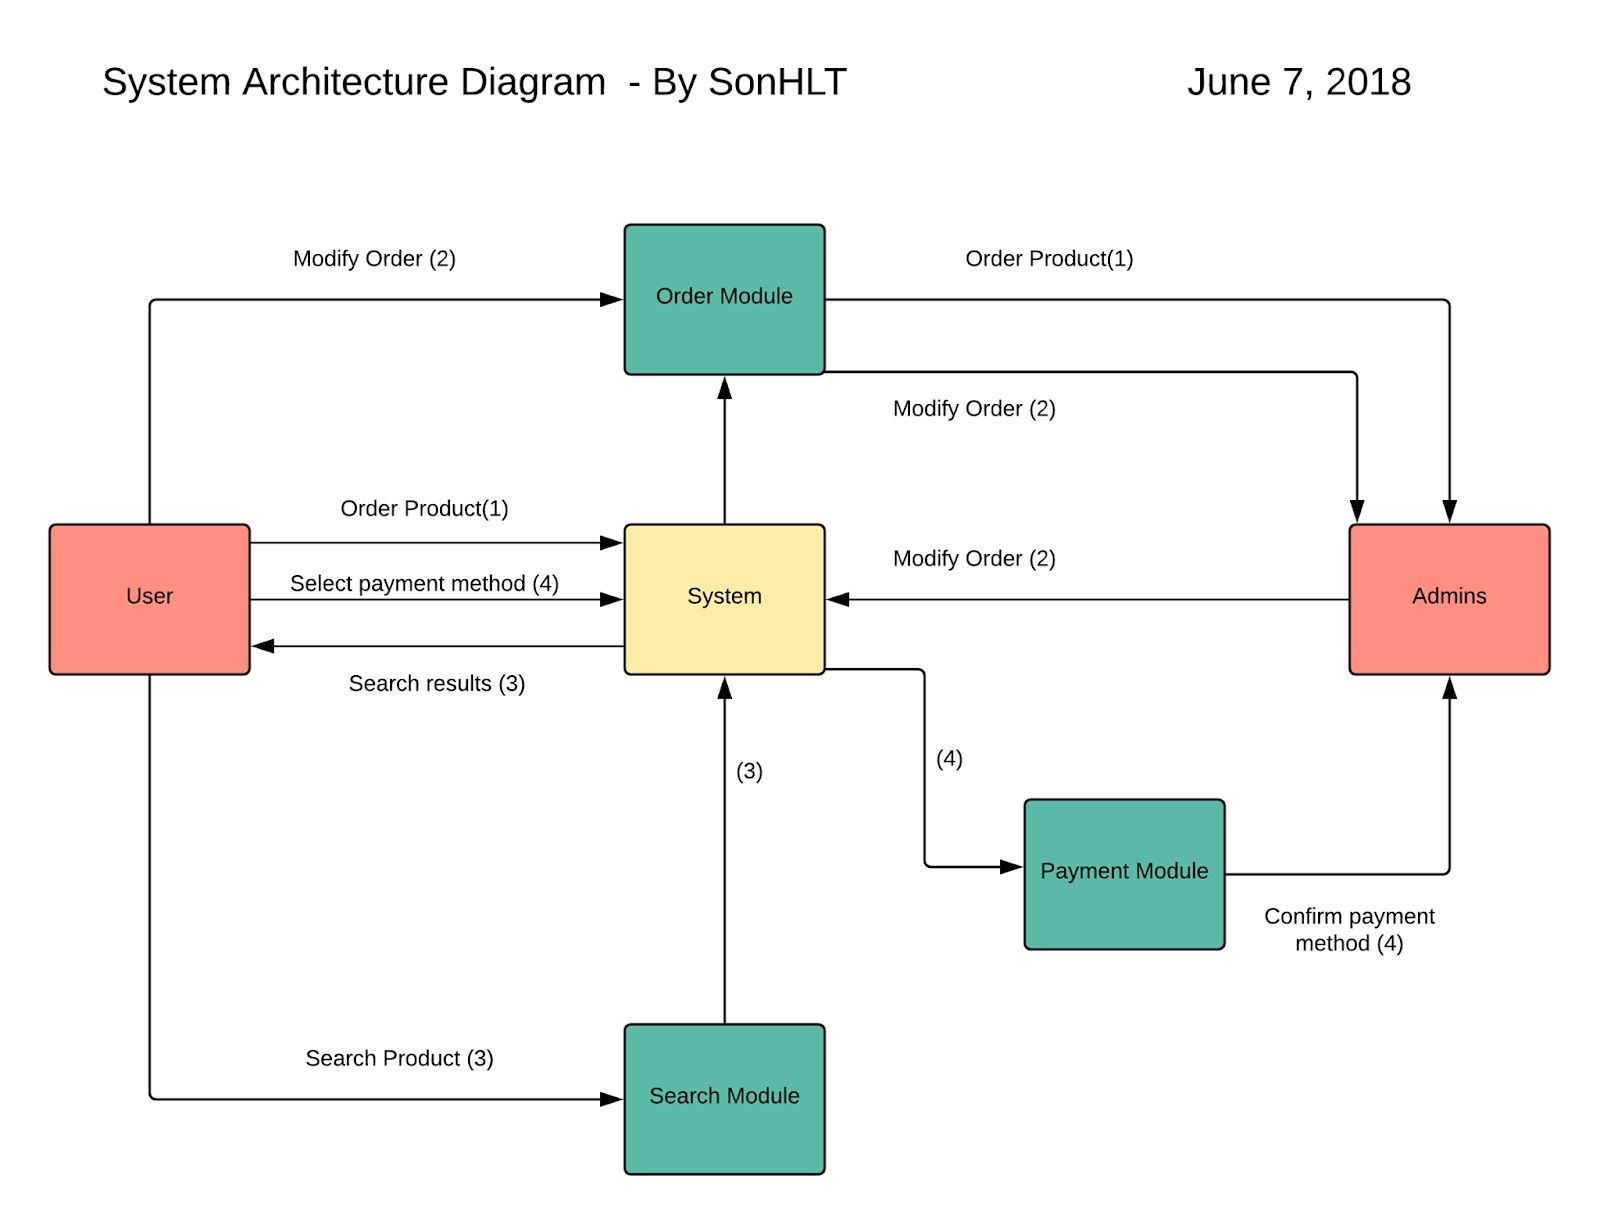 System Architecture Diagram  - By SonHLT
June 7, 2018
Modify Order (2)
Order Product(1)
Order Module
Modify Order (2)
Order Product(1)
Modify Order (2)
Select payment method (4)
User
System
Admins
Search results (3)
(4)
(3)
Payment Module
Confirm payment
method (4)
Search Product (3)
Search Module